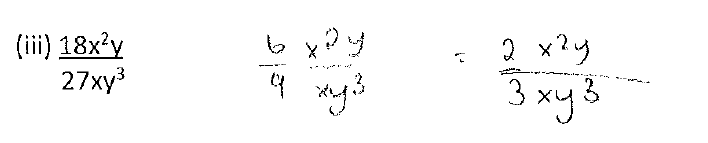 (iii) 18x²y / 27xy³    6/9 x²y/xy³ = 2 x²y / 3 xy³